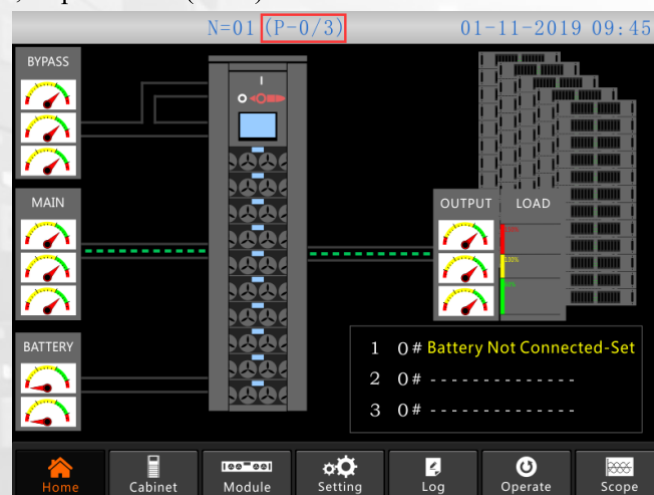 N=01 (P-0/3) 01-11-2019 09:45
BYPASS
MAIN
OUTPUT LOAD
BATTERY
1 0# Battery Not Connected-Set
2 0# - - - - - - - - - - - - - -
3 0# - - - - - - - - - - - - - -
Home Cabinet Module Setting Log Operate Scope